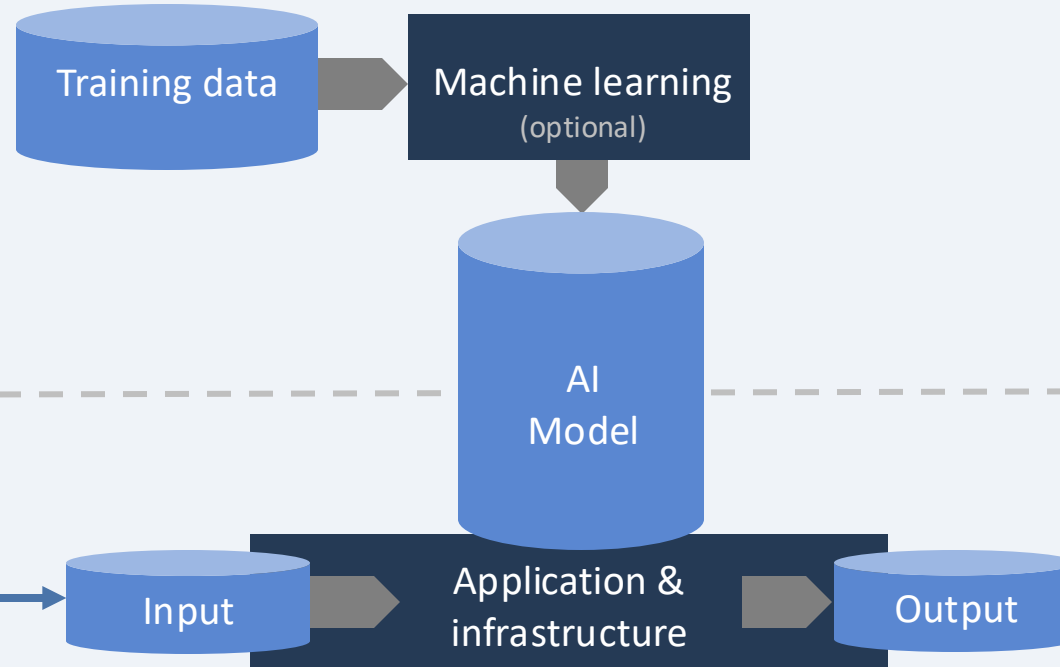 Training data
Machine learning
(optional)
AI
Model
Application &
infrastructure
Input
Output